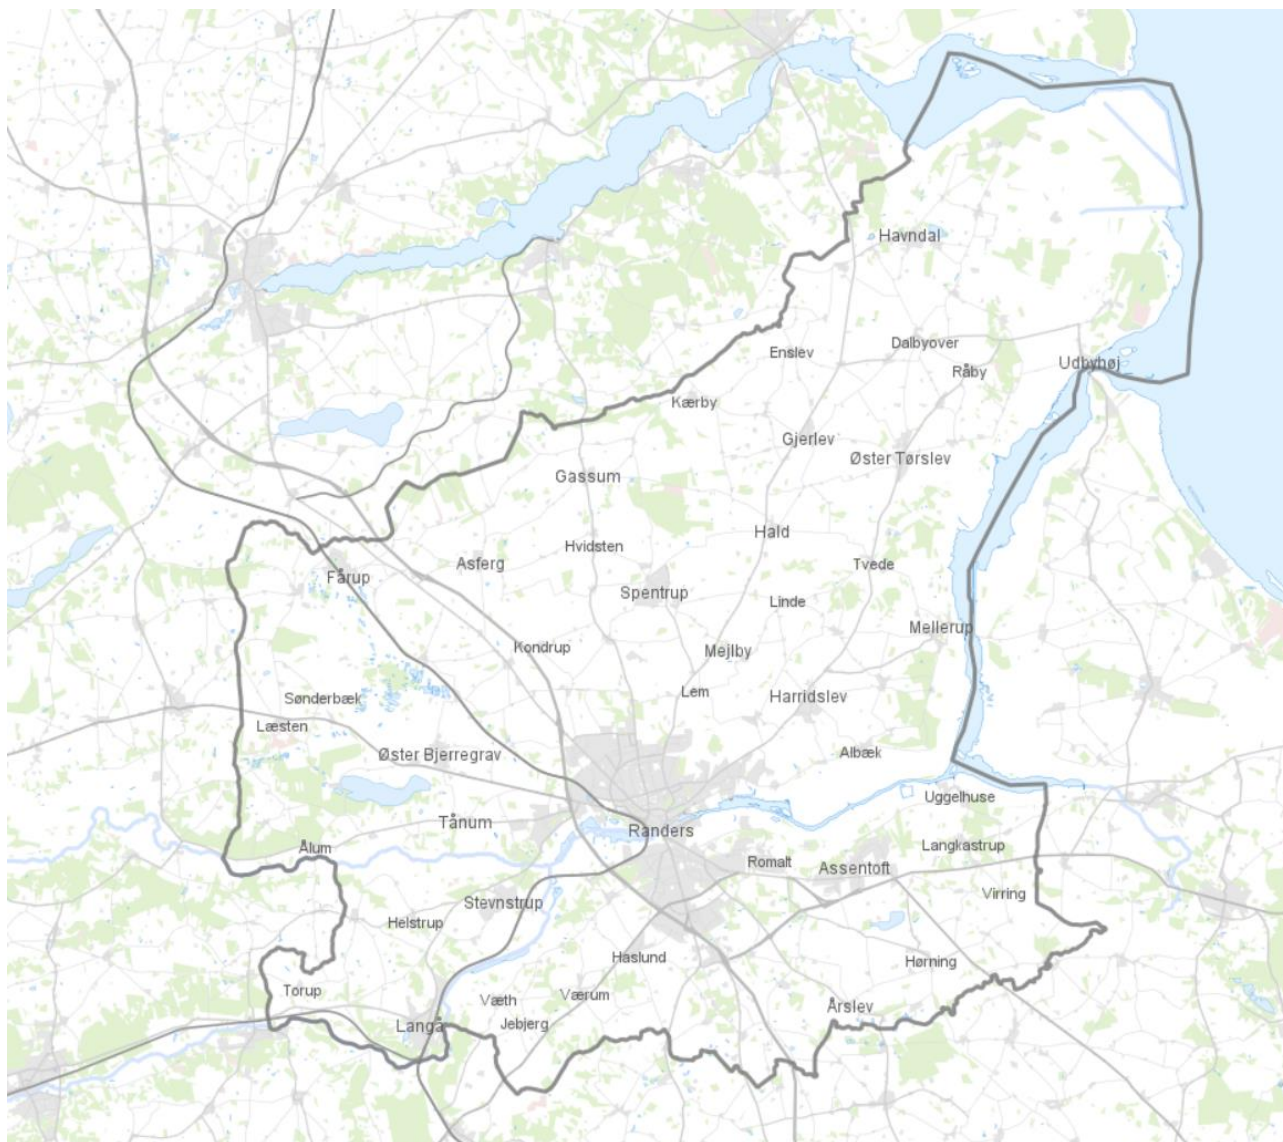 Havndal
Dalbyover
Enslev
Udbyhøj
Råby
Kærby
Gjerlev
Øster Tørslev
Gassum
Hald
Hvidsten
Asferg
Tvede
Fårup
Spentrup
Linde
Mellerup
Kondrup
Mejlby
Lem
Harridslev
Sønderbæk
Læsten
Øster Bjerregrav
Albæk
Uggelhuse
Tånum
Randers
Ålum
Langkastrup
Romalt
Assentoft
Virring
Stevnstrup
Helstrup
Haslund
Hørning
Torup
Værum
Væth
Årslev
Langå
Jebjerg